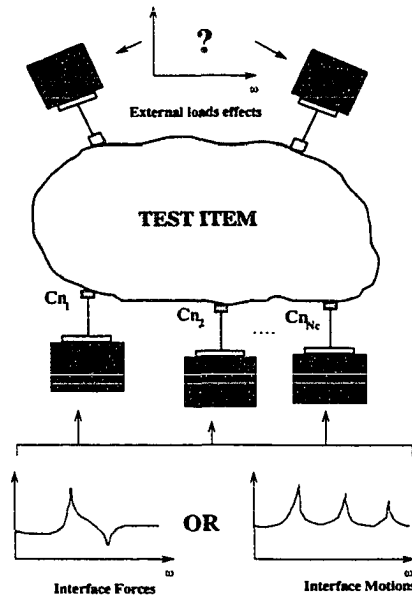 ?
ω
External loads effects
TEST ITEM
Cn1 Cn2 .... CnNc
OR
ω ω
Interface Forces Interface Motions